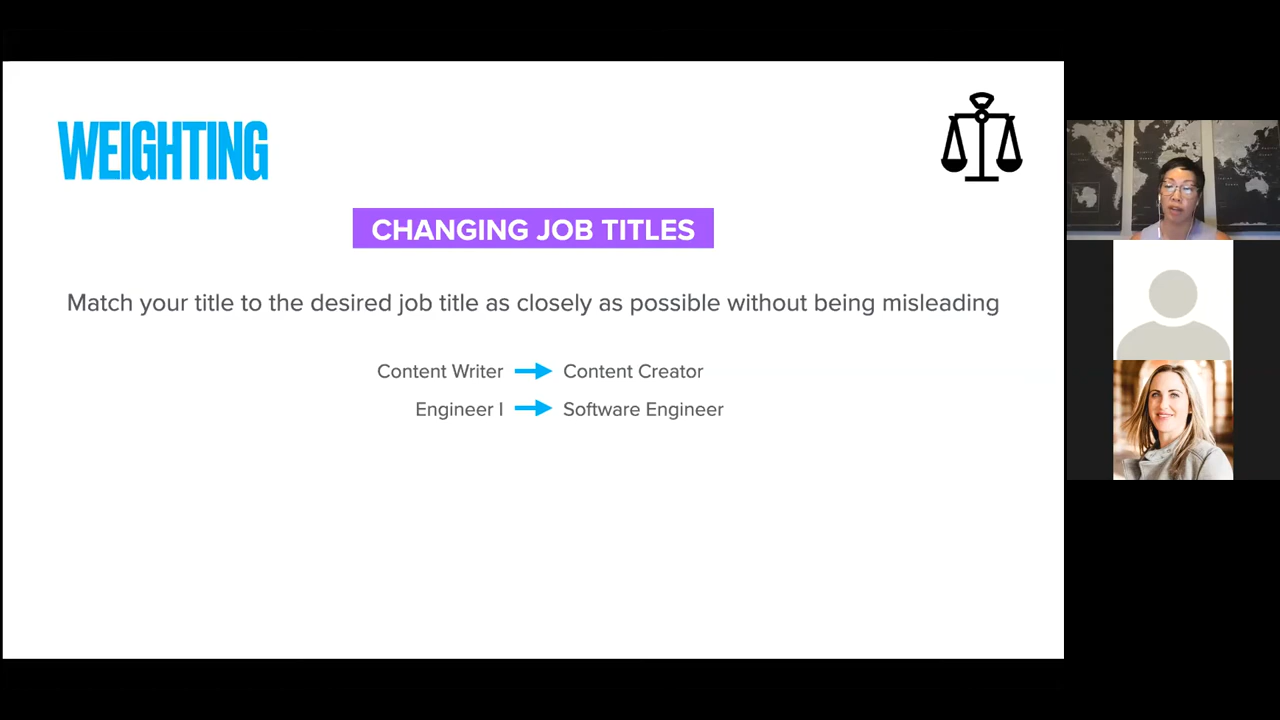 WEIGHTING
CHANGING JOB TITLES
Match your title to the desired job title as closely as possible without being misleading
Content Writer Content Creator
Engineer I Software Engineer